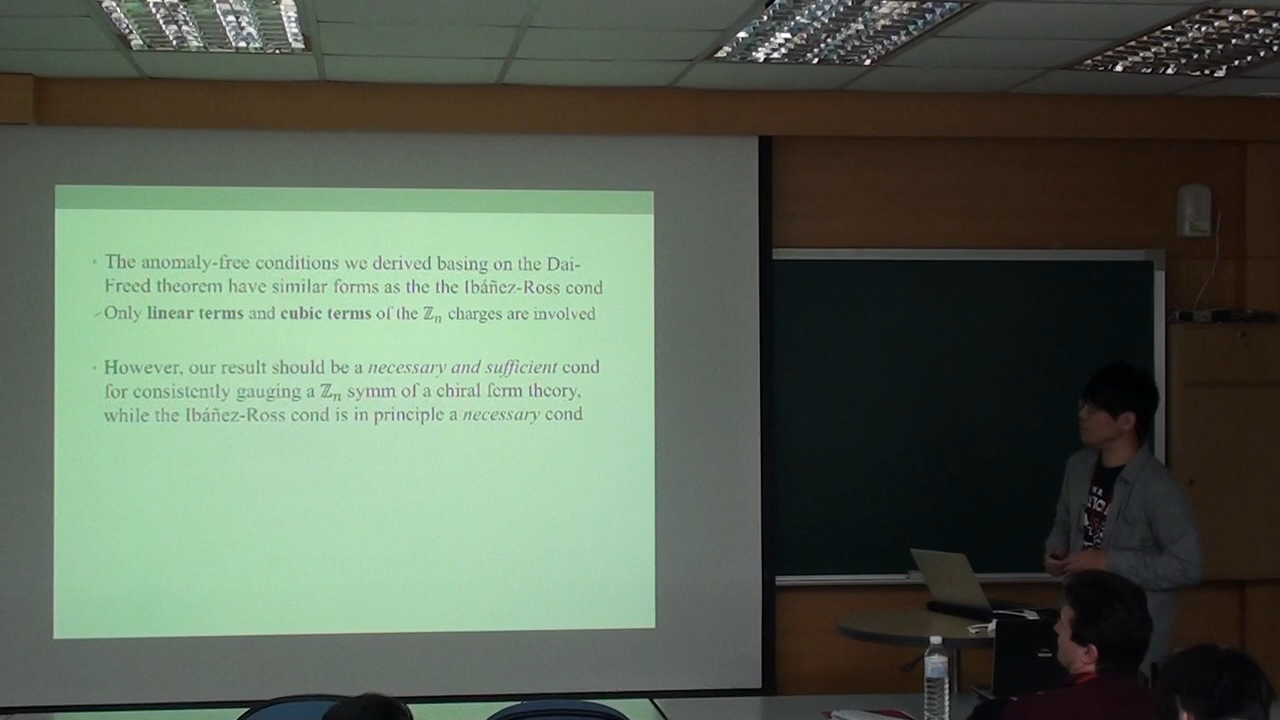 The anomaly-free conditions we derived basing on the Dai-
Freed theorem have similar forms as the the Ibáñez-Ross cond
Only linear terms and cubic terms of the ℤn charges are involved
However, our result should be a necessary and sufficient cond
for consistently gauging a ℤn symm of a chiral ferm theory,
while the Ibáñez-Ross cond is in principle a necessary cond